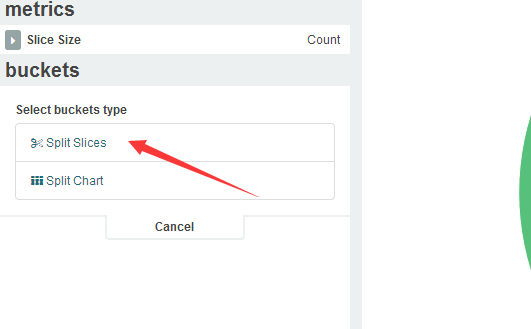 metrics
Slice Size Count
buckets
Select buckets type
Split Slices
Split Chart
Cancel